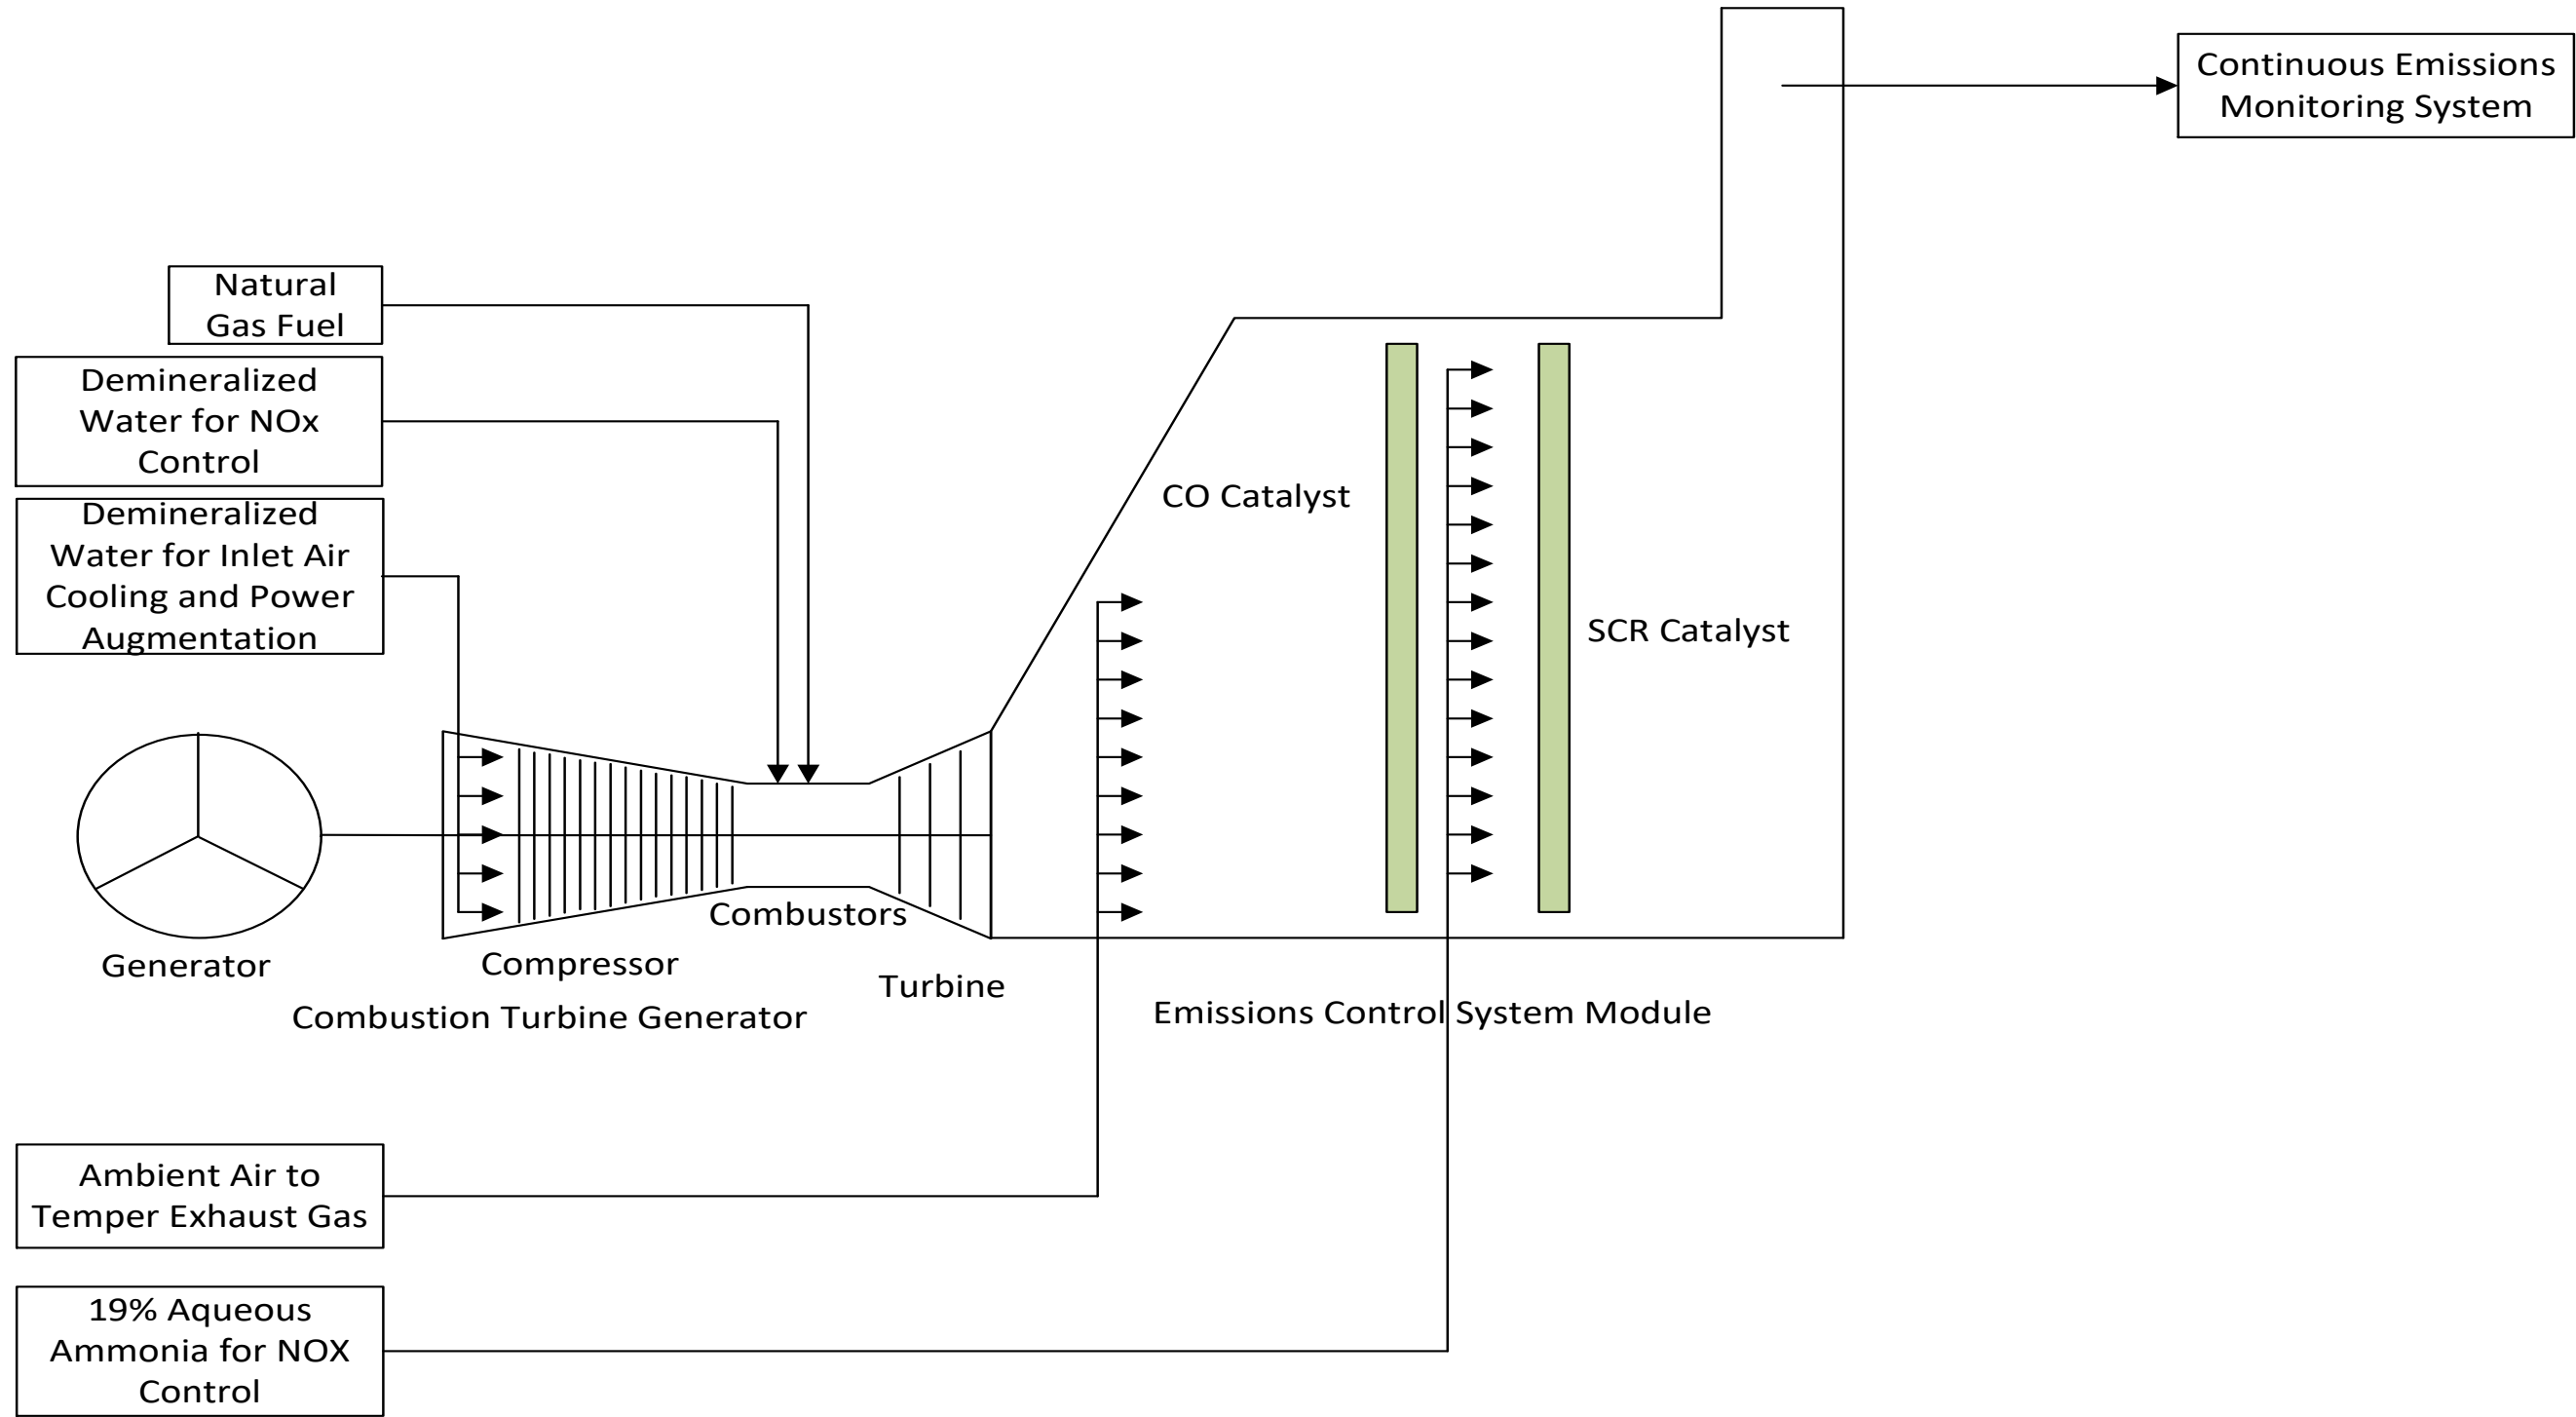 Continuous Emissions
Monitoring System
Natural
Gas Fuel
Demineralized
Water for NOx
Control
Demineralized
Water for Inlet Air
Cooling and Power
Augmentation
CO Catalyst
SCR Catalyst
Combustors
Generator
Compressor
Turbine
Combustion Turbine Generator
Emissions Control System Module
Ambient Air to
Temper Exhaust Gas
19% Aqueous
Ammonia for NOX
Control